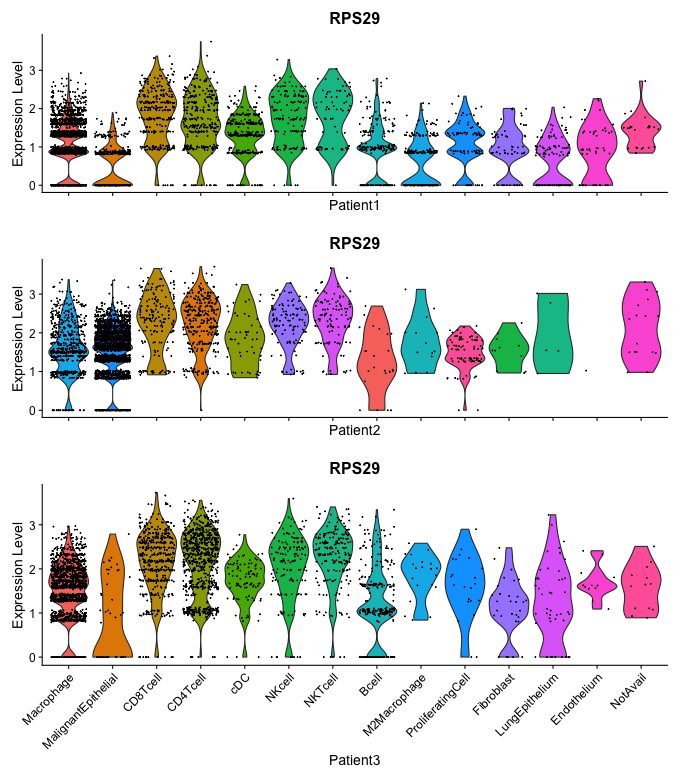 RPS29
Expression Level
3
2
1
0
Patient1
RPS29
Expression Level
3
2
1
0
Patient2
RPS29
Expression Level
3
2
1
0
Macrophage
MalignantEpithelial
CD8Tcell
CD4Tcell
cDC
NKcell
NKTcell
Bcell
M2Macrophage
ProliferatingCell
Fibroblast
LungEpithelium
Endothelium
NotAvail
Patient3